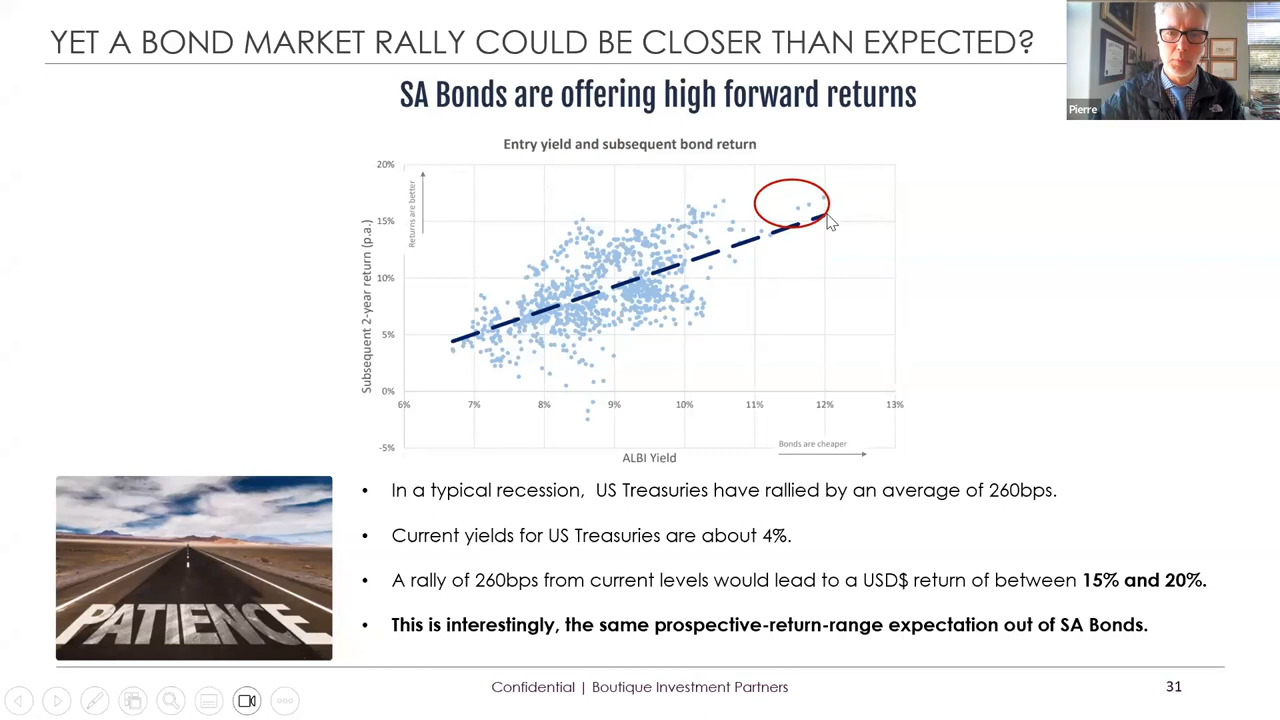 YET A BOND MARKET RALLY COULD BE CLOSER THAN EXPECTED?
Pierre
SA Bonds are offering high forward returns
Entry yield and subsequent bond return
Subsequent 2-year return (p.a.)
Returns are better
20%
15%
10%
5%
0%
-5%
6%
7%
8%
9%
10%
11%
12%
13%
Bonds are cheaper
ALBI Yield
PATIENCE
• In a typical recession, US Treasuries have rallied by an average of 260bps.
• Current yields for US Treasuries are about 4%.
• A rally of 260bps from current levels would lead to a USD$ return of between 15% and 20%.
• This is interestingly, the same prospective-return-range expectation out of SA Bonds.
Confidential | Boutique Investment Partners
31